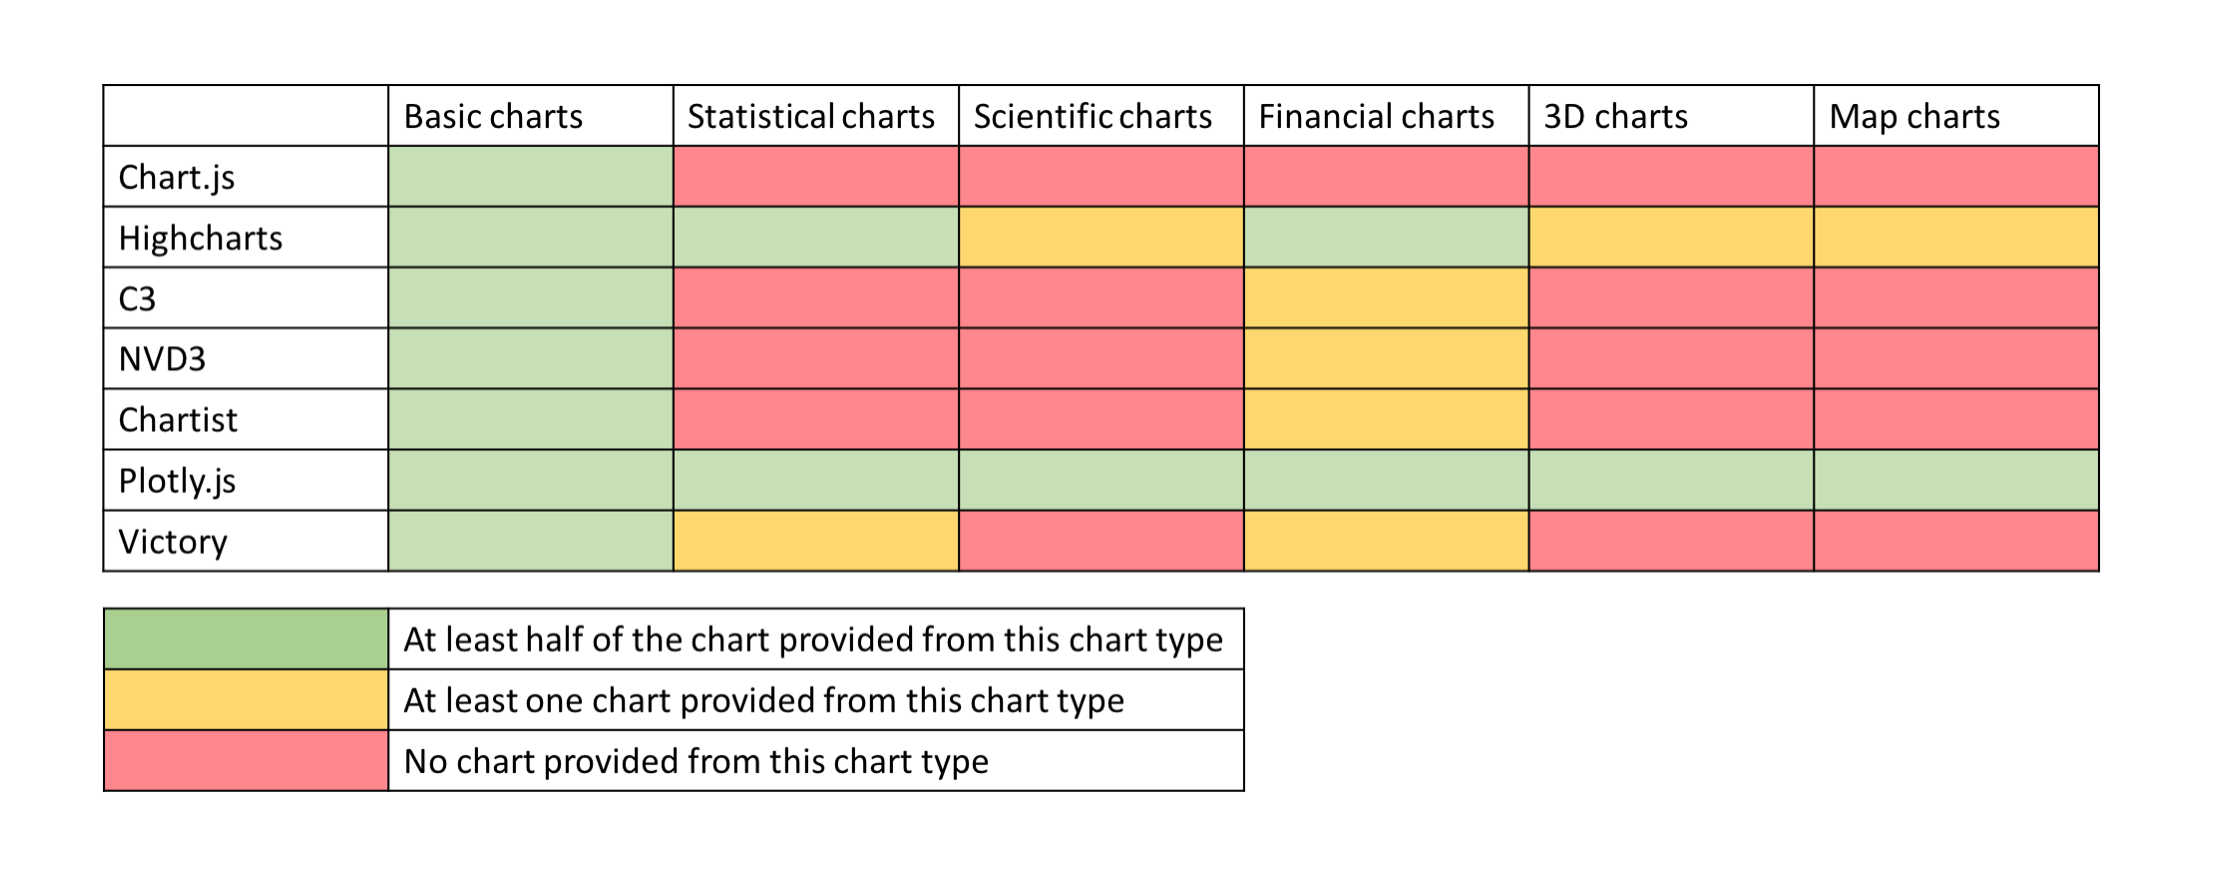 Basic charts Statistical charts Scientific charts Financial charts 3D charts Map charts
Chart.js
Highcharts
C3
NVD3
Chartist
Plotly.js
Victory
At least half of the chart provided from this chart type
At least one chart provided from this chart type
No chart provided from this chart type